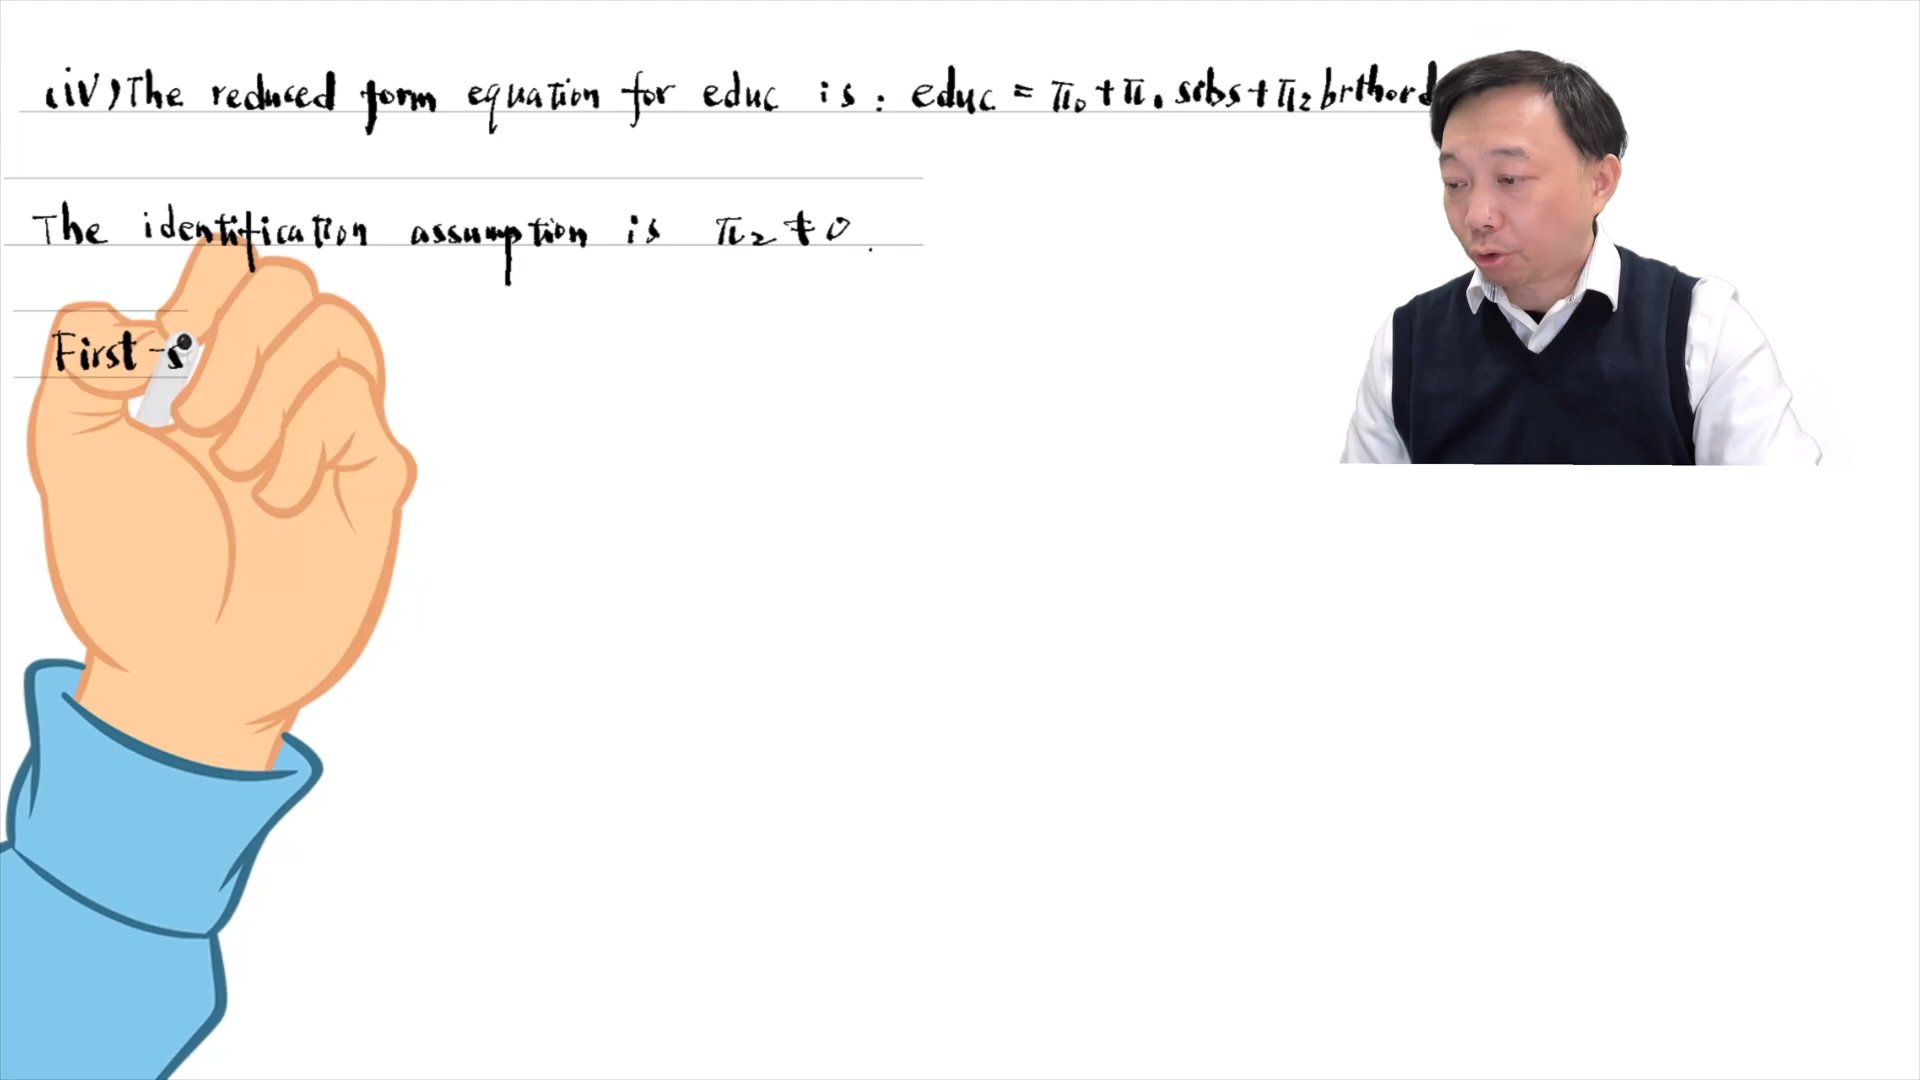 (iv) The reduced form equation for educ is: educ = π₀ + π₁ sibs + π₂ brthord
The identification assumption is π₂ ≠ 0.
First-s